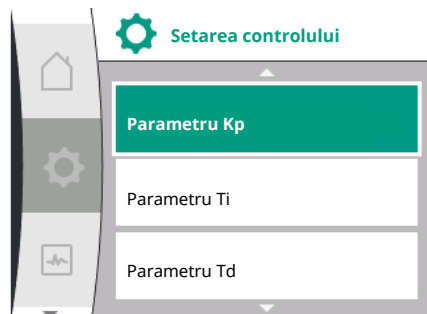 Setarea controlului
Parametru Kp
Parametru Ti
Parametru Td